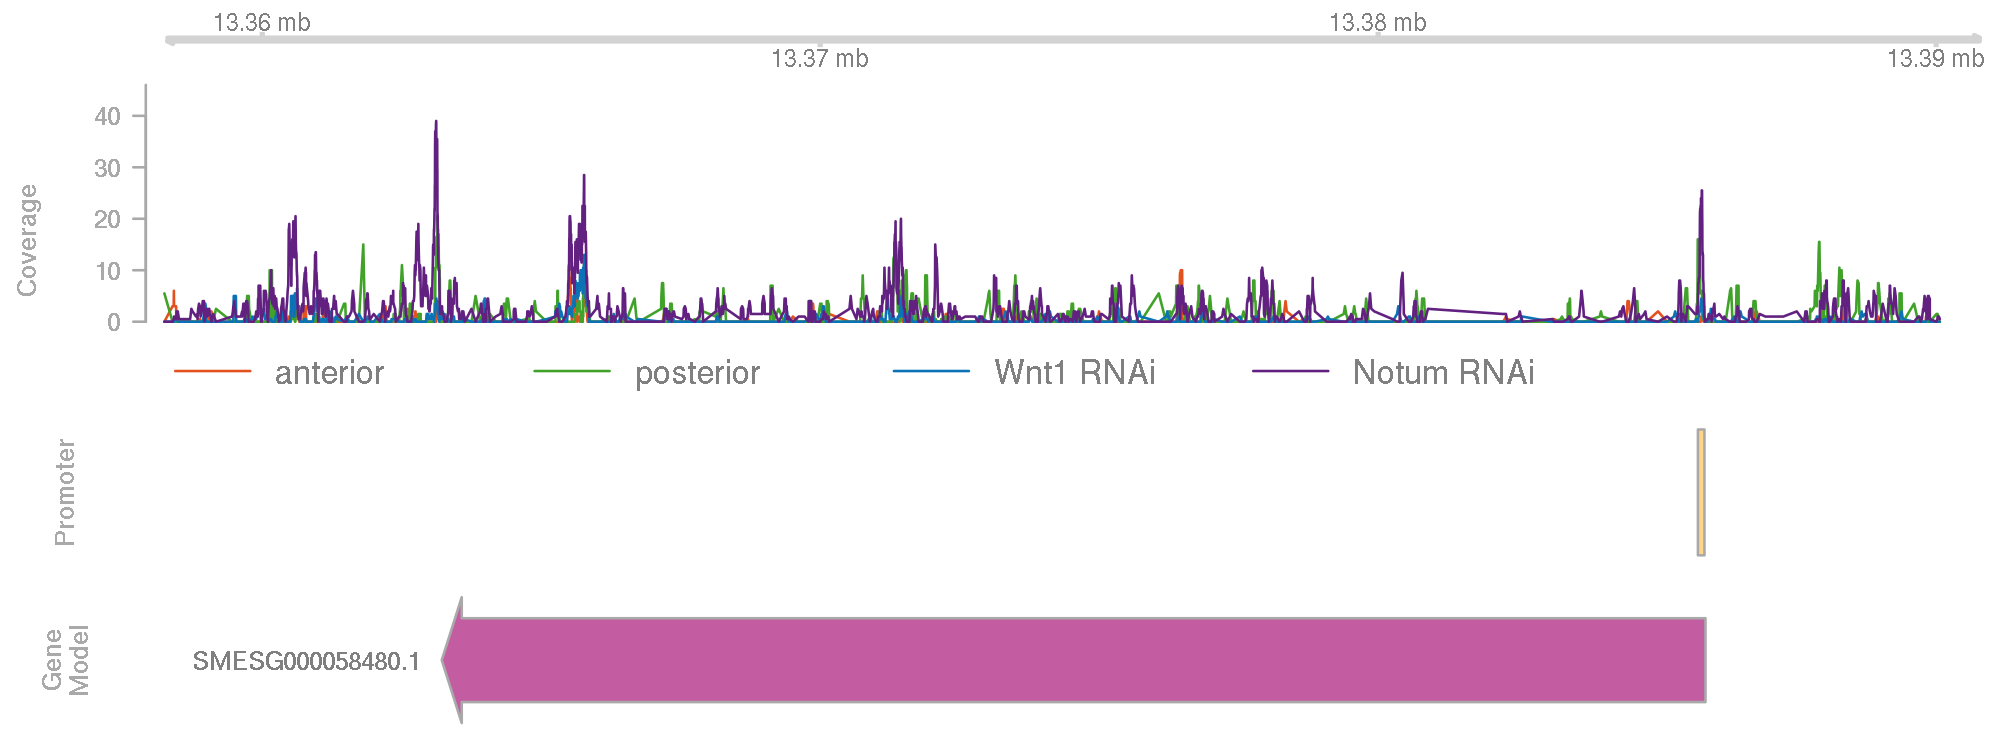 13.36 mb
13.38 mb
13.37 mb
13.39 mb
Coverage
40
30
20
10
0
anterior posterior Wnt1 RNAi Notum RNAi
Promoter
Gene
Model
SMESG000058480.1